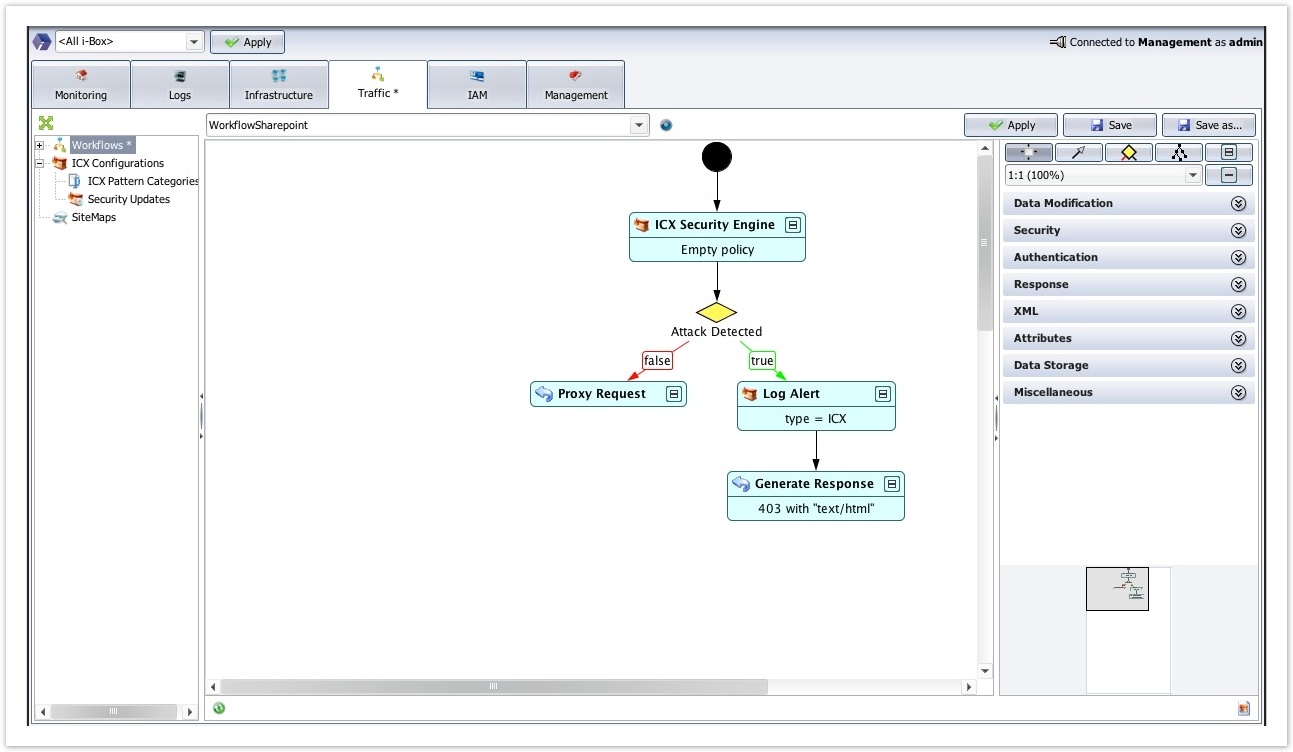 <All i-Box>
Apply
Connected to Management as admin
Monitoring
Logs
Infrastructure
Traffic *
IAM
Management
WorkflowSharepoint
Apply
Save
Save as...
Workflows *
ICX Configurations
ICX Pattern Categories
Security Updates
SiteMaps
ICX Security Engine
Empty policy
Attack Detected
false
true
Proxy Request
Log Alert
type = ICX
Generate Response
403 with "text/html"
1:1 (100%)
Data Modification
Security
Authentication
Response
XML
Attributes
Data Storage
Miscellaneous